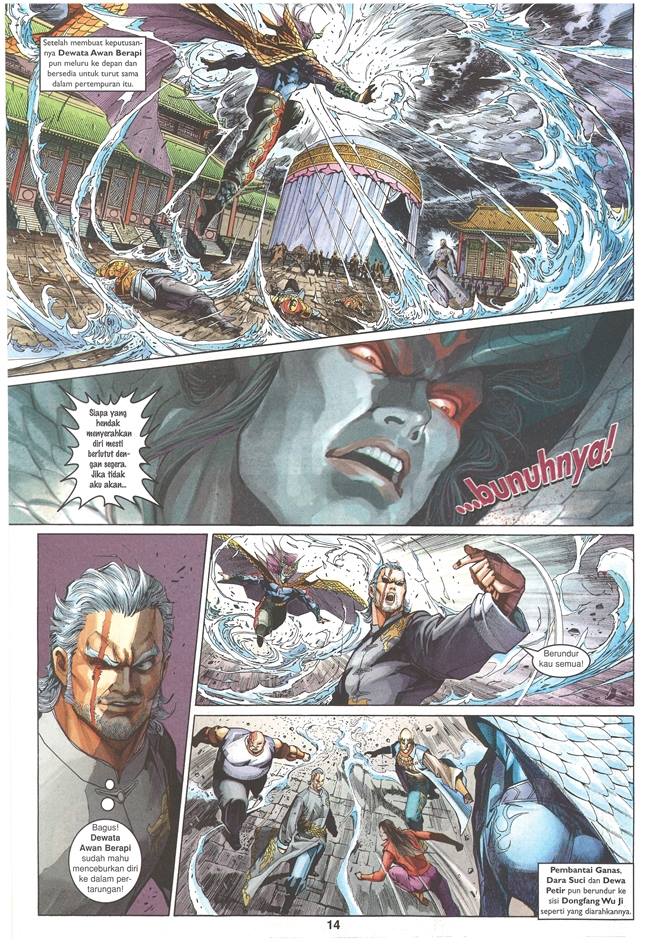 Setelah membuat keputusan-
nya Dewata Awan Berapi
pun meluru ke depan dan
bersedia untuk turut sama
dalam pertempuran itu.
Siapa yang
hendak
menyerahkan
diri mesti
berlutut den-
gan segera.
Jika tidak
aku akan...
...bunuhnya!
Bagus!
Dewata
Awan Berapi
sudah mahu
menceburkan diri
ke dalam per-
tarungan!
Berundur
kau semua!
Pembantai Ganas,
Dara Suci dan Dewa
Petir pun berundur ke
sisi Dongfang Wu Ji
seperti yang diarahkannya.
14